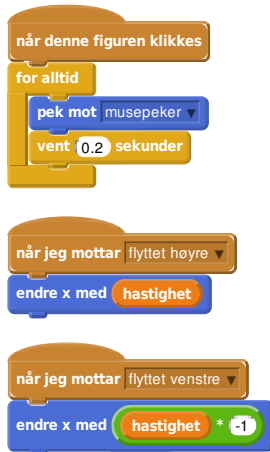 når denne figuren klikkes
for alltid
pek mot musepeker
vent 0.2 sekunder
når jeg mottar flyttet høyre
endre x med hastighet
når jeg mottar flyttet venstre
endre x med hastighet * -1